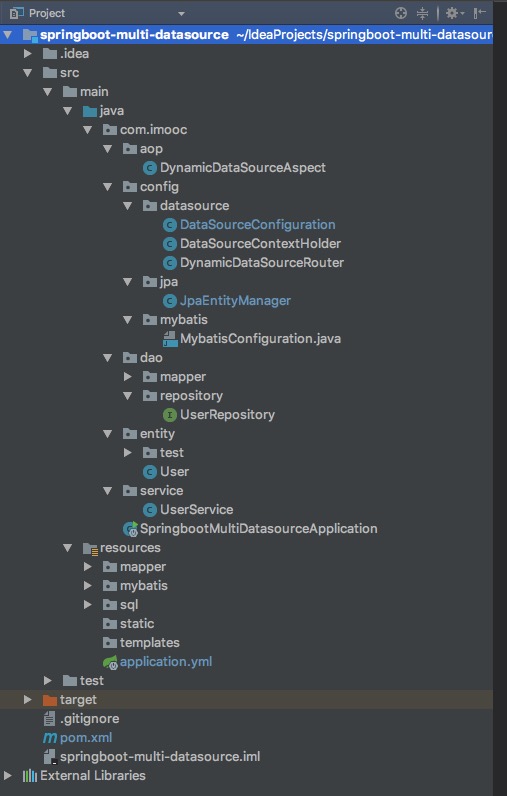 Project
springboot-multi-datasource ~/IdeaProjects/springboot-multi-datasour
.idea
src
main
java
com.imooc
aop
DynamicDataSourceAspect
config
datasource
DataSourceConfiguration
DataSourceContextHolder
DynamicDataSourceRouter
jpa
JpaEntityManager
mybatis
MybatisConfiguration.java
dao
mapper
repository
UserRepository
entity
test
User
service
UserService
SpringbootMultiDatasourceApplication
resources
mapper
mybatis
sql
static
templates
application.yml
test
target
.gitignore
pom.xml
springboot-multi-datasource.iml
External Libraries